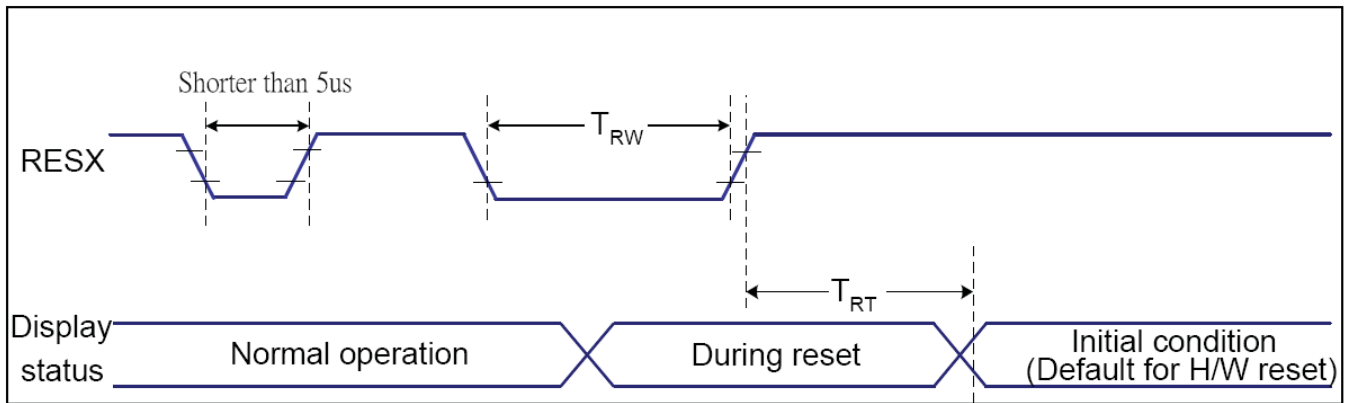 Shorter than 5us
RESX
TRW
TRT
Display
status
Normal operation
During reset
Initial condition
(Default for H/W reset)